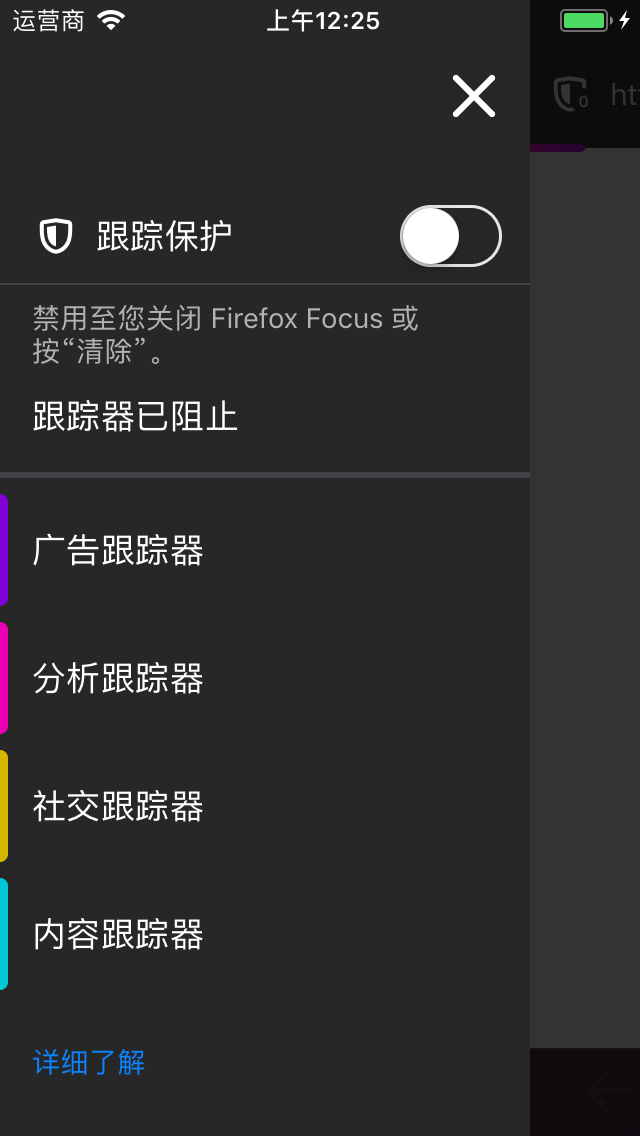 运营商
上午12:25
0
htt
跟踪保护
禁用至您关闭 Firefox Focus 或
按“清除”。
跟踪器已阻止
广告跟踪器
分析跟踪器
社交跟踪器
内容跟踪器
详细了解